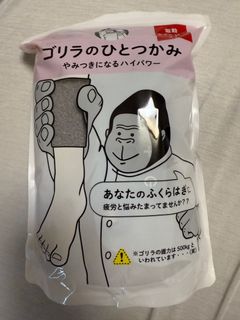 ゴリラのひとつかみ
やみつきになるハイパワー
あなたのふくらはぎに
疲労と悩みたまってませんか??
※ゴリラの握力は500kgと
いわれています・・・(笑)